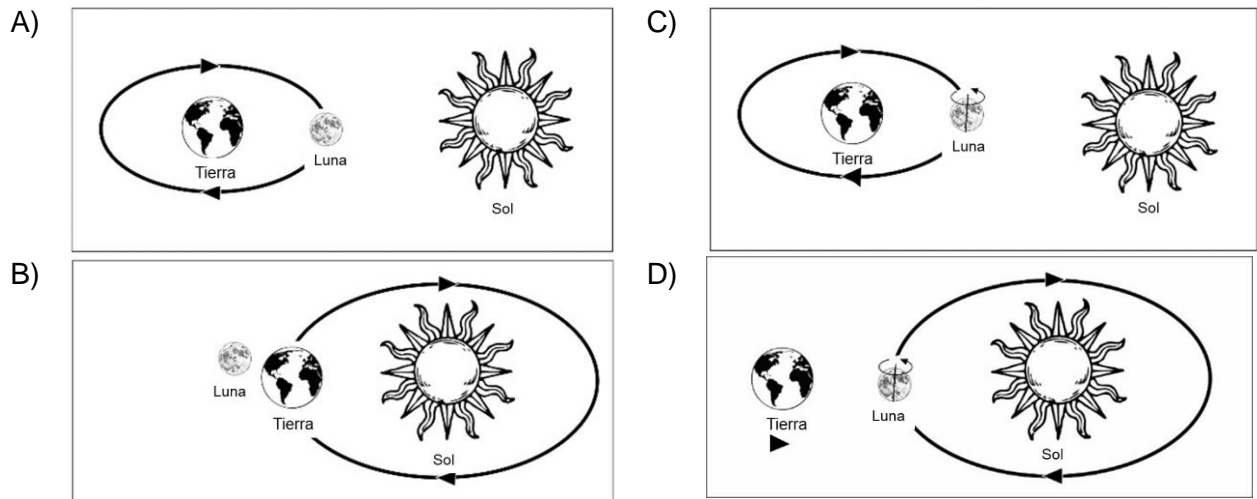 A)
Tierra
Luna
Sol
B)
Luna
Tierra
Sol
C)
Tierra
Luna
Sol
D)
Tierra
Luna
Sol